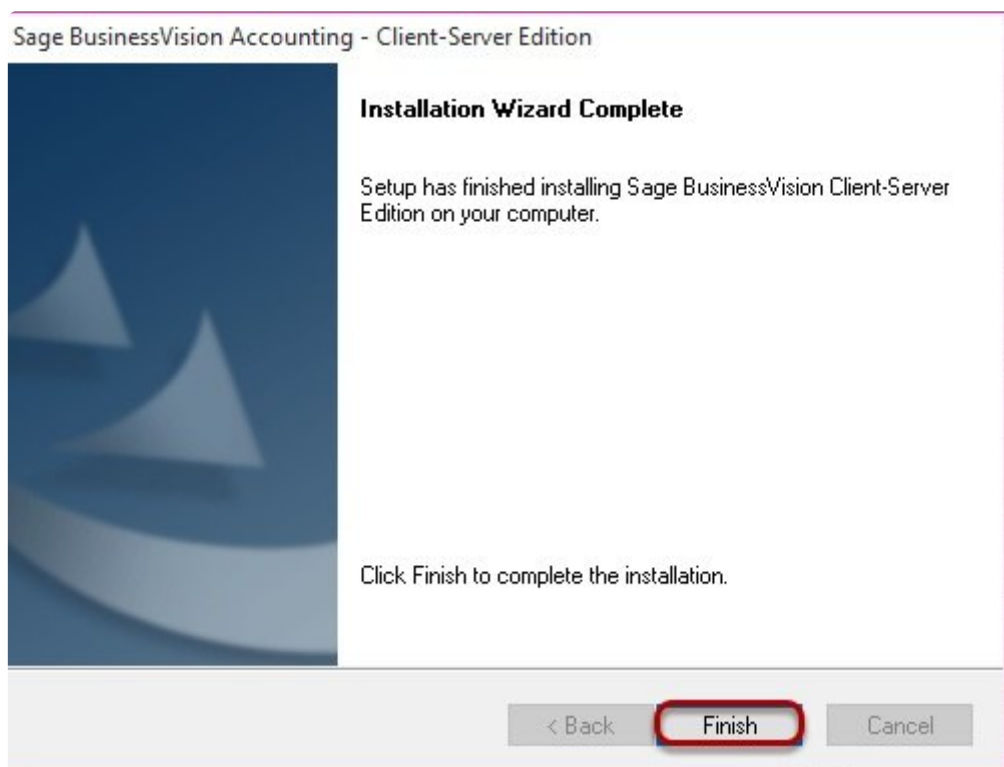 Sage BusinessVision Accounting - Client-Server Edition
Installation Wizard Complete
Setup has finished installing Sage BusinessVision Client-Server
Edition on your computer.
Click Finish to complete the installation.
< Back
Finish
Cancel